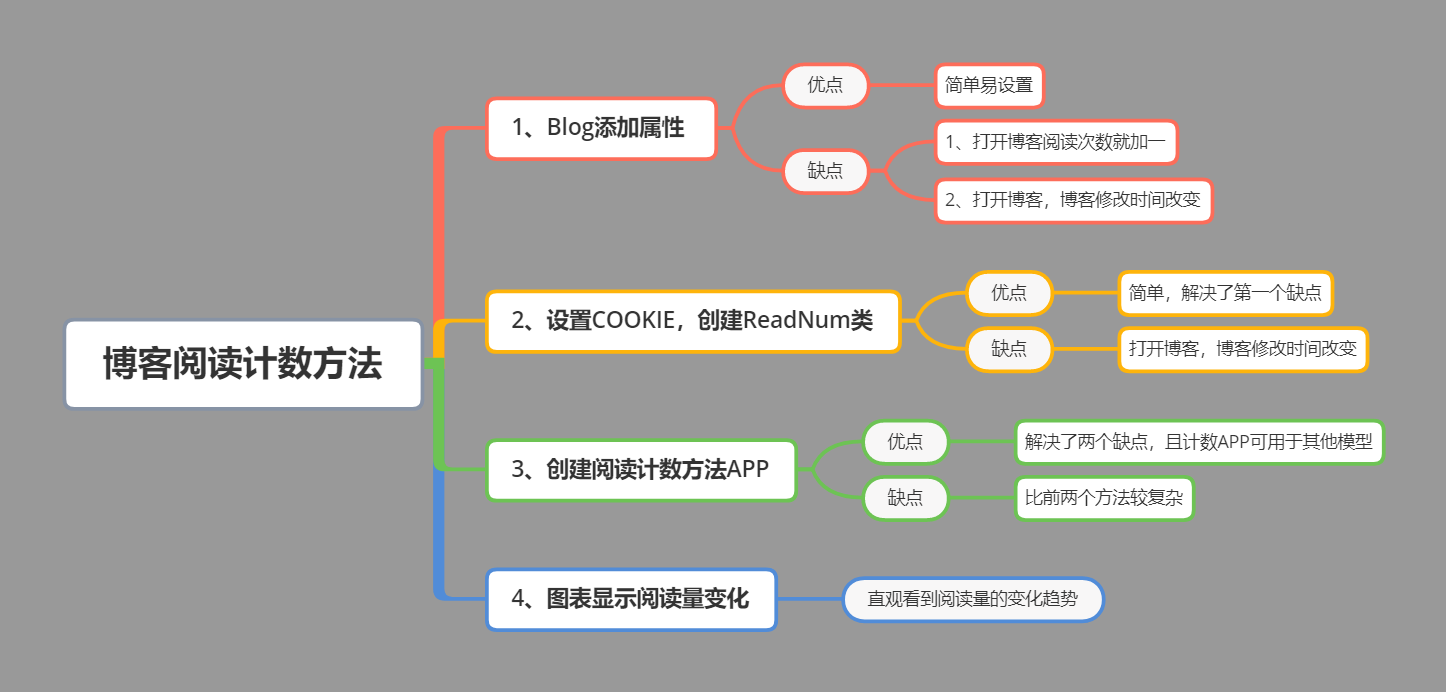 博客阅读计数方法
1、Blog添加属性
优点
简单易设置
缺点
1、打开博客阅读次数就加一
2、打开博客，博客修改时间改变
2、设置COOKIE，创建ReadNum类
优点
简单，解决了第一个缺点
缺点
打开博客，博客修改时间改变
3、创建阅读计数方法APP
优点
解决了两个缺点，且计数APP可用于其他模型
缺点
比前两个方法较复杂
4、图表显示阅读量变化
直观看到阅读量的变化趋势